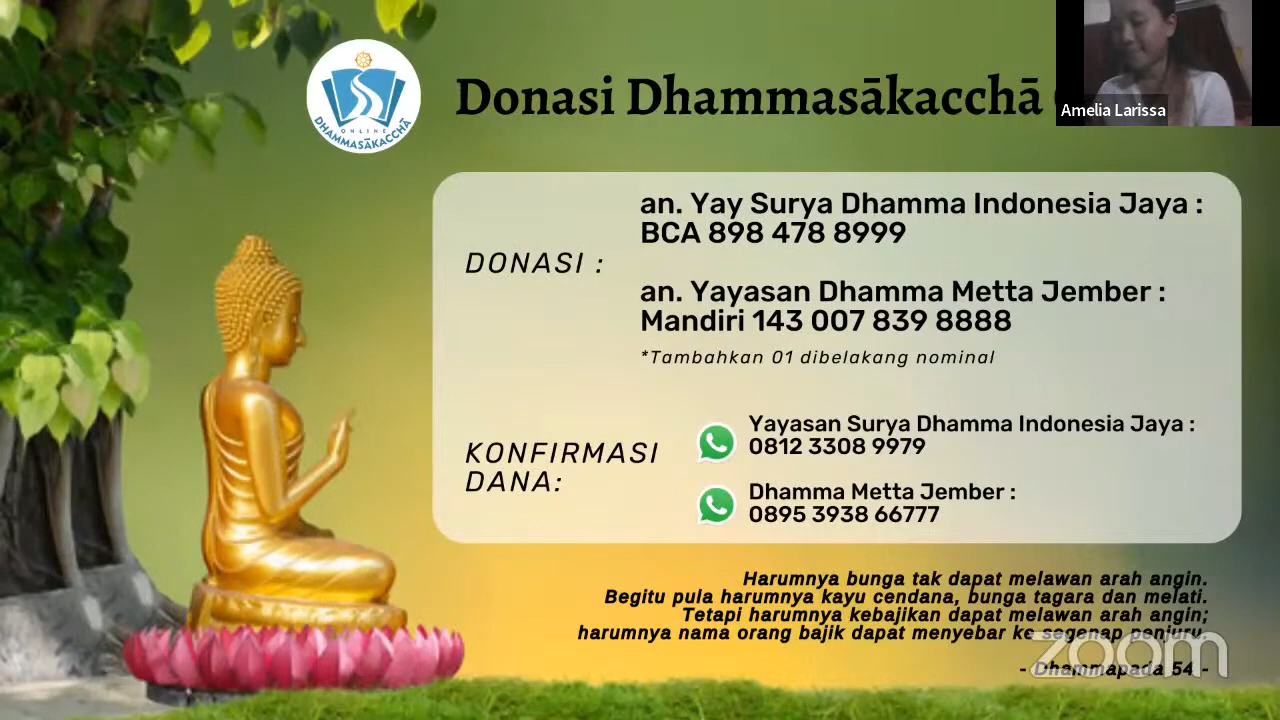 Donasi Dhammasākacchā
Amelia Larissa
ONLINE
DHAMMASĀKACCHĀ
DONASI :
an. Yay Surya Dhamma Indonesia Jaya :
BCA 898 478 8999
an. Yayasan Dhamma Metta Jember :
Mandiri 143 007 839 8888
*Tambahkan 01 dibelakang nominal
KONFIRMASI
DANA:
Yayasan Surya Dhamma Indonesia Jaya :
0812 3308 9979
Dhamma Metta Jember :
0895 3938 66777
Harumnya bunga tak dapat melawan arah angin.
Begitu pula harumnya kayu cendana, bunga tagara dan melati.
Tetapi harumnya kebajikan dapat melawan arah angin;
harumnya nama orang bajik dapat menyebar ke segenap penjuru.
- Dhammapada 54 -
zoom